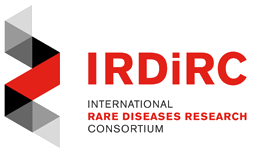 IRDiRC
INTERNATIONAL
RARE DISEASES RESEARCH
CONSORTIUM